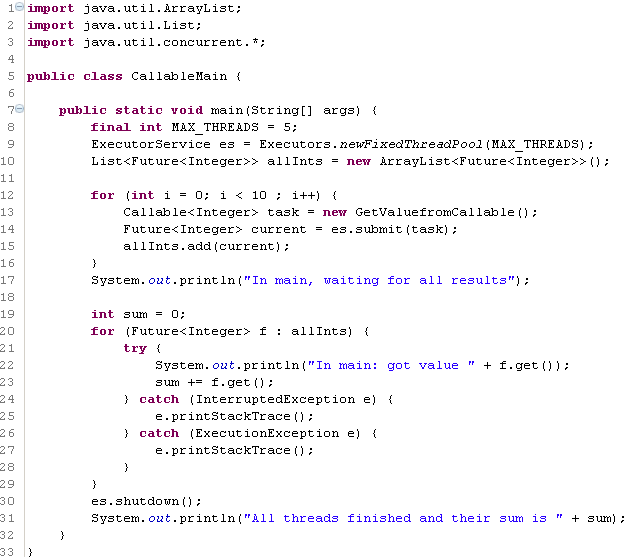 1 import java.util.ArrayList;
2 import java.util.List;
3 import java.util.concurrent.*;
4
5 public class CallableMain {
6
7     public static void main(String[] args) {
8         final int MAX_THREADS = 5;
9         ExecutorService es = Executors.newFixedThreadPool(MAX_THREADS);
10         List<Future<Integer>> allInts = new ArrayList<Future<Integer>>();
11
12         for (int i = 0; i < 10 ; i++) {
13             Callable<Integer> task = new GetValuefromCallable();
14             Future<Integer> current = es.submit(task);
15             allInts.add(current);
16         }
17         System.out.println("In main, waiting for all results");
18
19         int sum = 0;
20         for (Future<Integer> f : allInts) {
21             try {
22                 System.out.println("In main: got value " + f.get());
23                 sum += f.get();
24             } catch (InterruptedException e) {
25                 e.printStackTrace();
26             } catch (ExecutionException e) {
27                 e.printStackTrace();
28             }
29         }
30         es.shutdown();
31         System.out.println("All threads finished and their sum is " + sum);
32     }
33 }